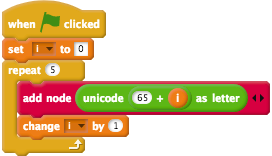 when clicked
set i to 0
repeat 5
add node unicode 65 + i as letter
change i by 1